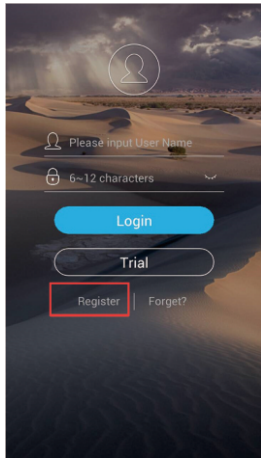 Please input User Name
6~12 characters
Login
Trial
Register
Forget?